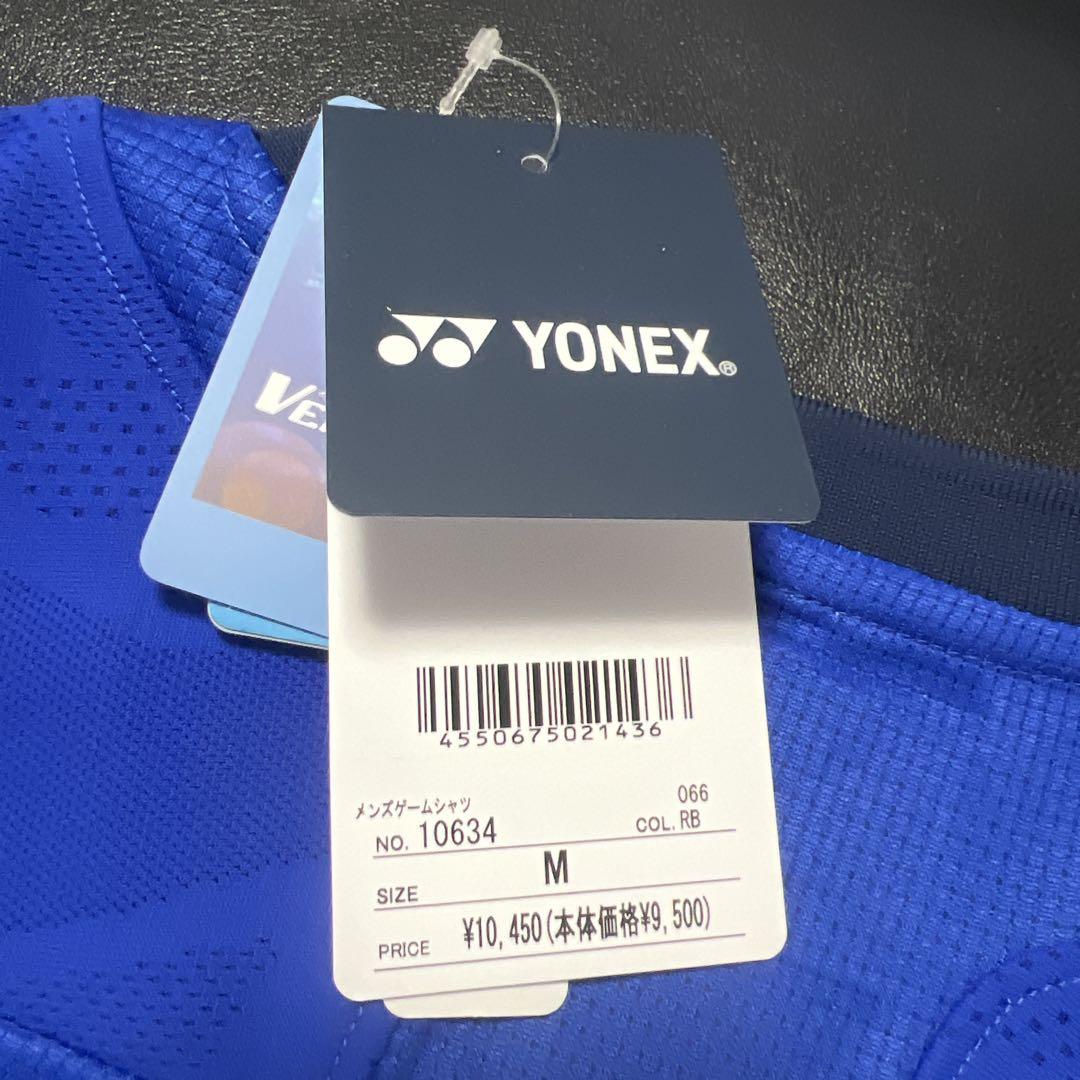 YONEX®
4550675021436
メンズゲームシャツ 066
NO. 10634 COL. RB
SIZE M
PRICE ¥10,450(本体価格¥9,500)